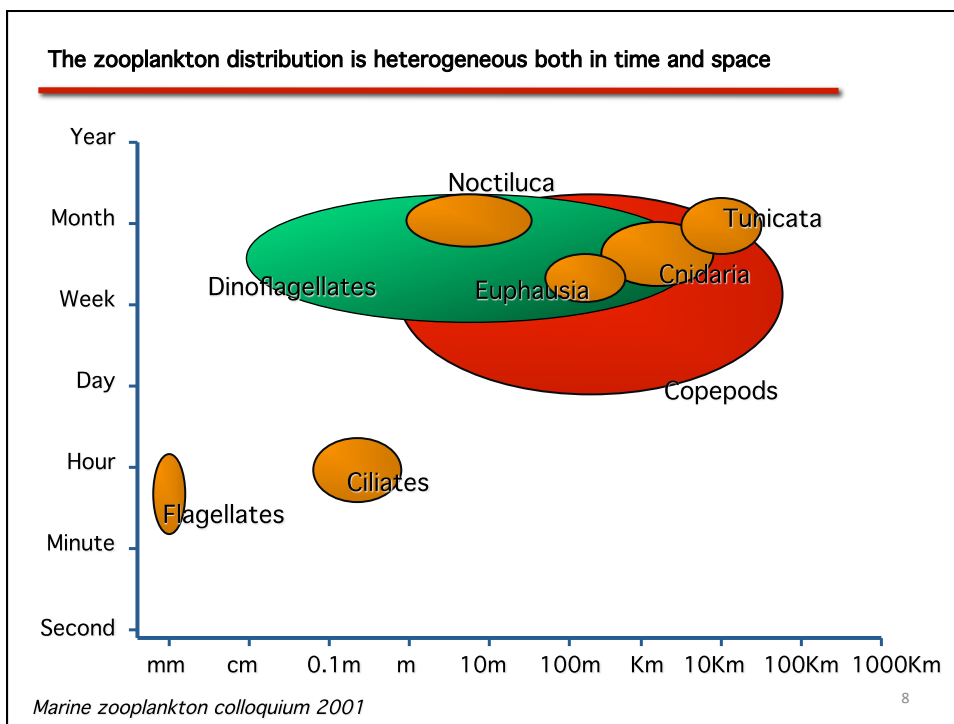 The zooplankton distribution is heterogeneous both in time and space
Year
Noctiluca
Month
Tunicata
Cnidaria
Dinoflagellates
Euphausia
Week
Day
Copepods
Hour
Ciliates
Flagellates
Minute
Second
mm cm 0.1m m 10m 100m Km 10Km 100Km 1000Km
Marine zooplankton colloquium 2001
8